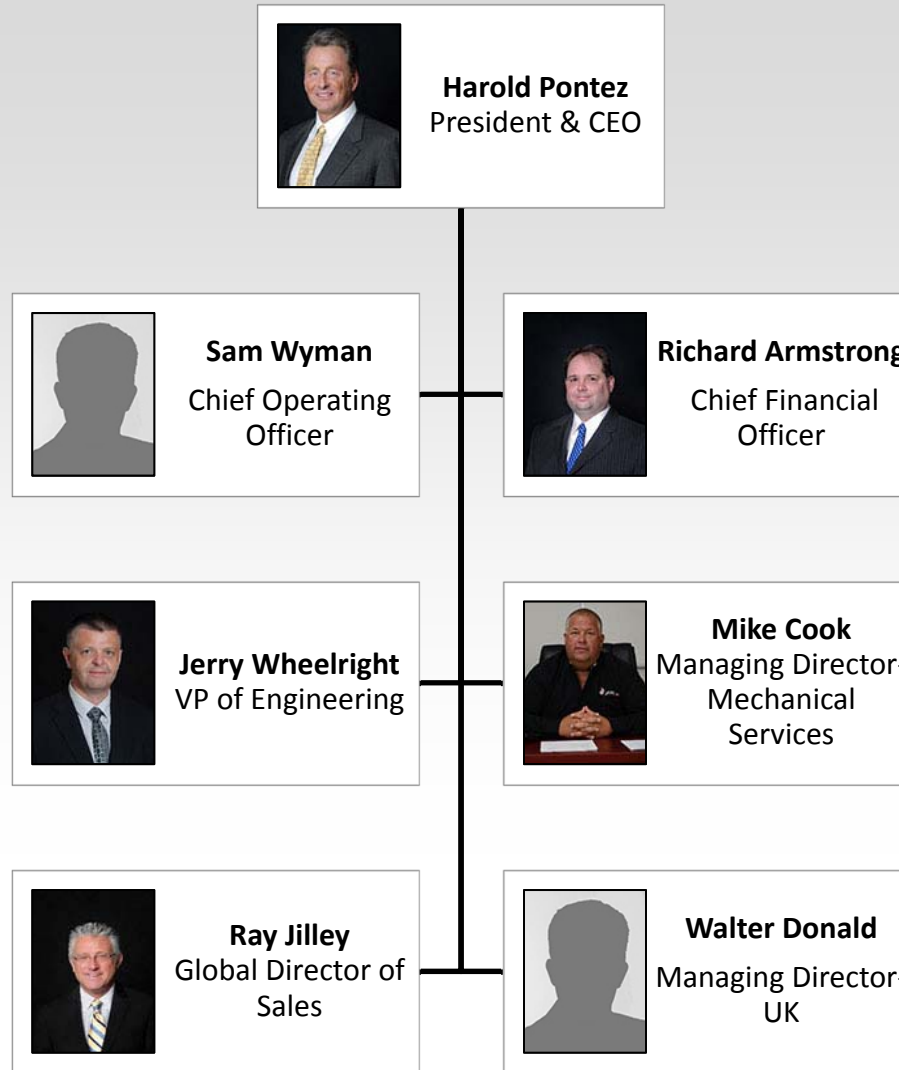 Harold Pontez
President & CEO
Sam Wyman
Chief Operating
Officer
Richard Armstrong
Chief Financial
Officer
Jerry Wheelright
VP of Engineering
Mike Cook
Managing Director-
Mechanical
Services
Ray Jilley
Global Director of
Sales
Walter Donald
Managing Director-
UK